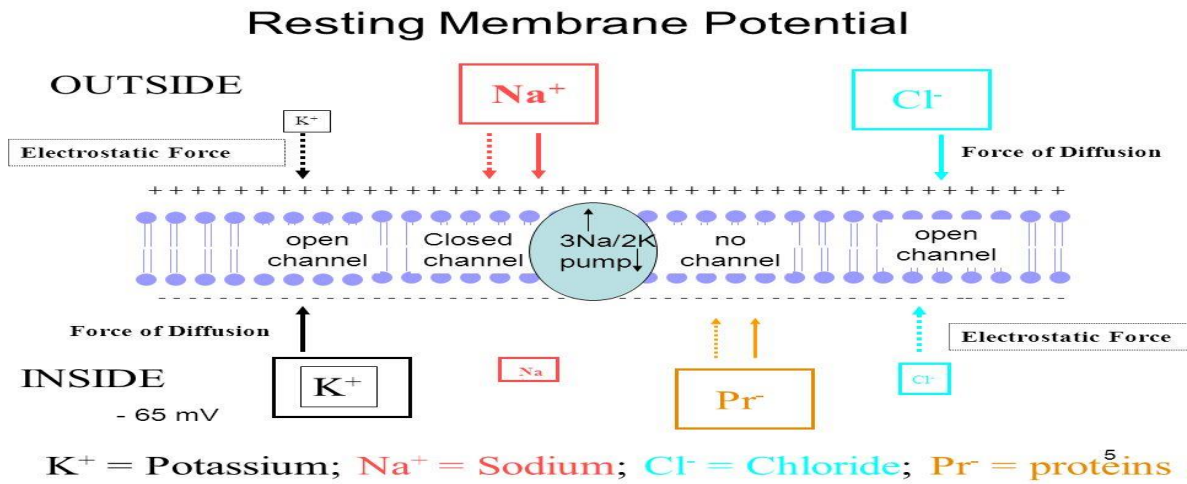 Resting Membrane Potential
OUTSIDE
Na⁺
Cl⁻
K⁺
Electrostatic Force
Force of Diffusion
+ + + + + + + + + + + + + + + + + + + + + + + + + + + + + + + + + + + + + + + +
open
channel
Closed
channel
3Na/2K
pump
no
channel
open
channel
Force of Diffusion
Electrostatic Force
INSIDE
- 65 mV
K⁺
Na
Pr⁻
Cl⁻
5
K⁺ = Potassium; Na⁺ = Sodium; Cl⁻ = Chloride; Pr⁻ = proteins